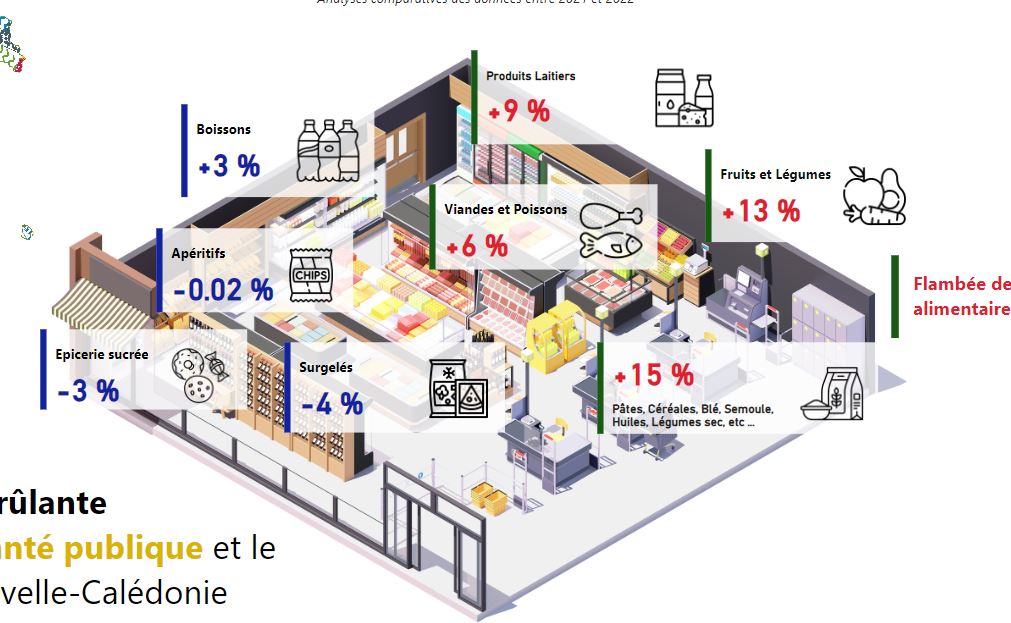 Analyses comparatives des données entre 2021 et 2022
Produits Laitiers
+9 %
Boissons
+3 %
Fruits et Légumes
+13 %
Viandes et Poissons
+6 %
Apéritifs
-0.02 %
CHIPS
Flambée de
alimentaire
Epicerie sucrée
-3 %
Surgelés
-4 %
+15 %
Pâtes, Céréales, Blé, Semoule,
Huiles, Légumes sec, etc ...
rûlante
anté publique et le
velle-Calédonie